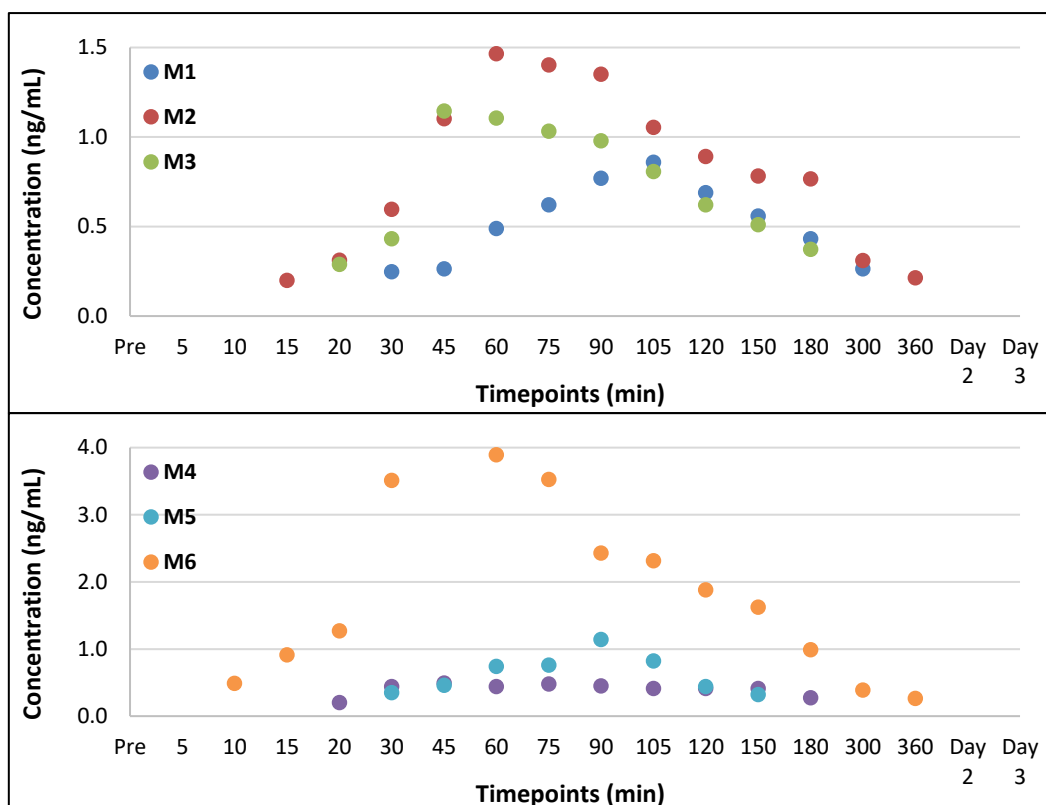 Concentration (ng/mL)
1.5
1.0
0.5
0.0
M1
M2
M3
Pre 5 10 15 20 30 45 60 75 90 105 120 150 180 300 360 Day Day
2 3
Timepoints (min)
Concentration (ng/mL)
4.0
3.0
2.0
1.0
0.0
M4
M5
M6
Pre 5 10 15 20 30 45 60 75 90 105 120 150 180 300 360 Day Day
2 3
Timepoints (min)